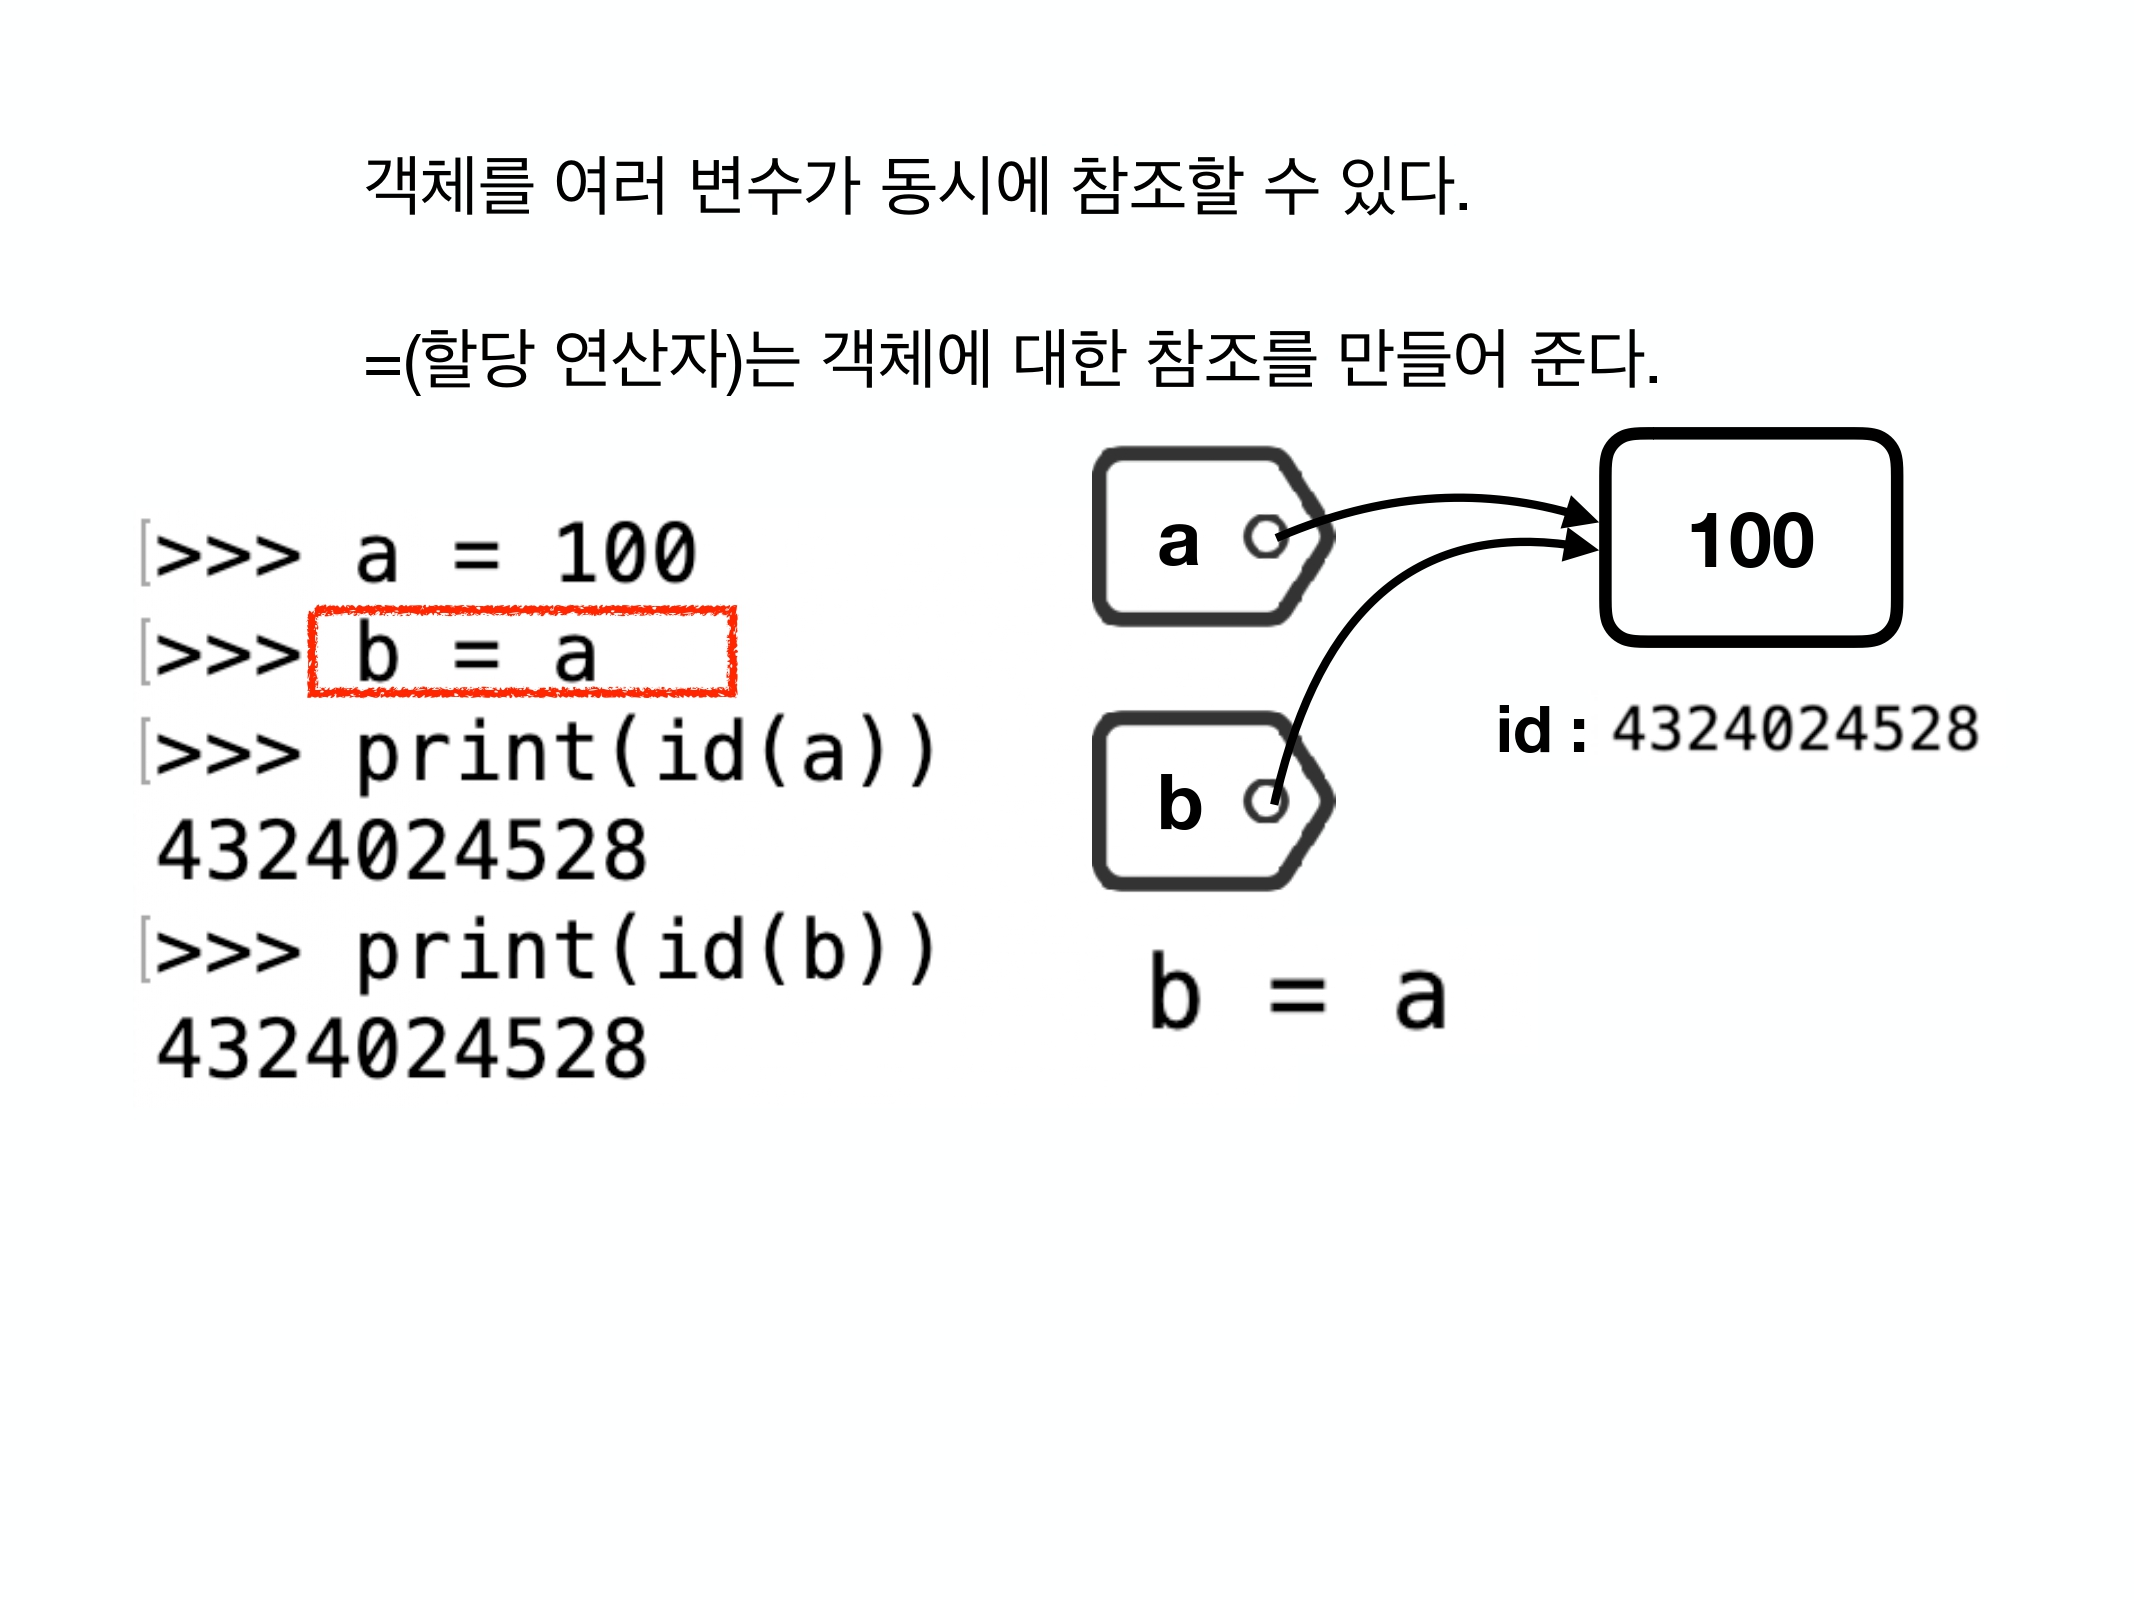 객체를 여러 변수가 동시에 참조할 수 있다.
=(할당 연산자)는 객체에 대한 참조를 만들어 준다.
>>> a = 100
>>> b = a
>>> print(id(a))
4324024528
>>> print(id(b))
4324024528
a
100
id : 4324024528
b
b = a